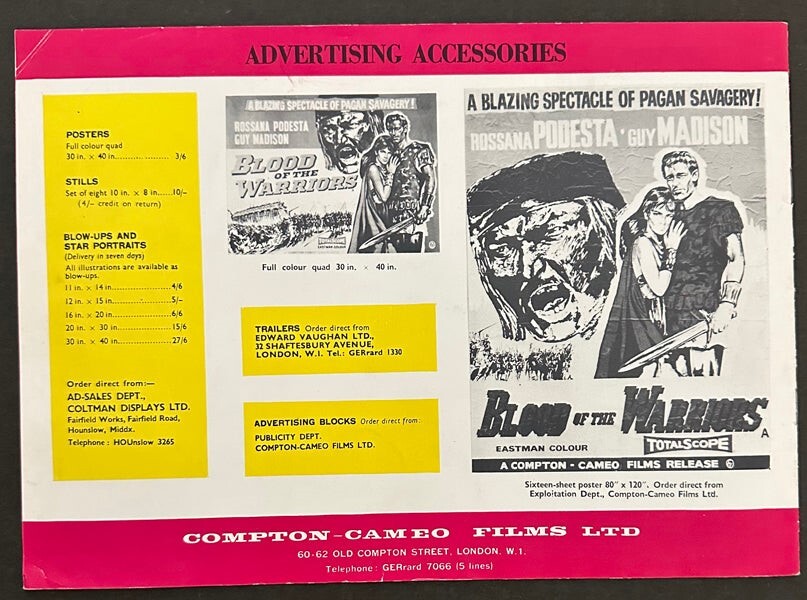 ADVERTISING ACCESSORIES
POSTERS
Full colour quad
30 in. × 40 in. .................. 3/6
STILLS
Set of eight 10 in. × 8 in. ......10/-
(4/- credit on return)
BLOW-UPS AND
STAR PORTRAITS
(Delivery in seven days)
All illustrations are available as
blow-ups.
11 in. × 14 in. ......................4/6
12 in. × 15 in. ......................5/-
16 in. × 20 in. ......................6/6
20 in. × 30 in. ....................15/6
30 in. × 40 in. ....................27/6
Order direct from:—
AD-SALES DEPT.,
COLTMAN DISPLAYS LTD.
Fairfield Works, Fairfield Road,
Hounslow, Middx.
Telephone : HOUnslow 3265
A BLAZING SPECTACLE OF PAGAN SAVAGERY!
ROSSANA PODESTA
GUY MADISON
BLOOD
OF THE
WARRIORS
TOTALSCOPE
EASTMAN COLOUR
Full colour quad 30 in. × 40 in.
TRAILERS Order direct from
EDWARD VAUGHAN LTD.,
32 SHAFTESBURY AVENUE,
LONDON, W.1. Tel.: GERrard 1330
ADVERTISING BLOCKS Order direct from:
PUBLICITY DEPT.
COMPTON-CAMEO FILMS LTD.
A BLAZING SPECTACLE OF PAGAN SAVAGERY!
ROSSANA PODESTA · GUY MADISON
BLOOD OF THE WARRIORS
A
EASTMAN COLOUR
TOTALSCOPE
A COMPTON - CAMEO FILMS RELEASE
Sixteen-sheet poster 80" x 120". Order direct from
Exploitation Dept., Compton-Cameo Films Ltd.
COMPTON-CAMEO FILMS LTD
60-62 OLD COMPTON STREET, LONDON, W.1.
Telephone: GERrard 7066 (5 lines)